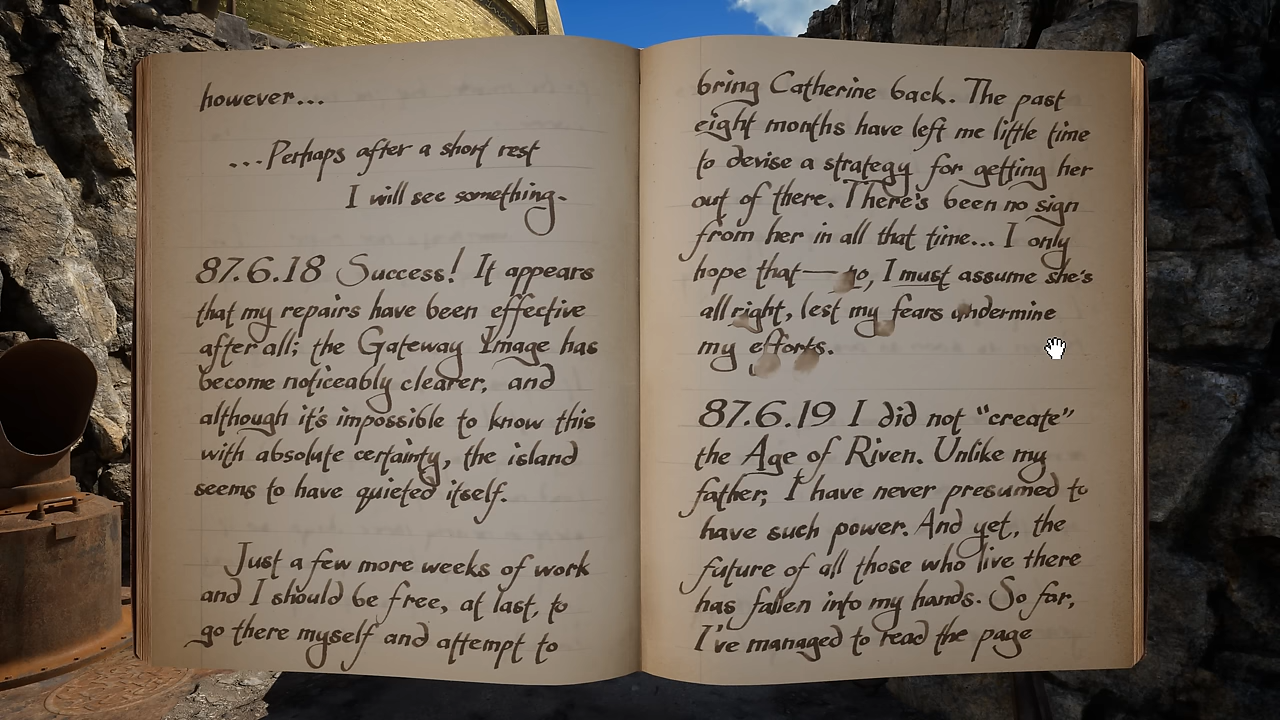 however...
...Perhaps after a short rest
I will see something.
87.6.18 Success! It appears
that my repairs have been effective
after all; the Gateway Image has
become noticeably clearer, and
although it's impossible to know this
with absolute certainty, the island
seems to have quieted itself.
Just a few more weeks of work
and I should be free, at last, to
go there myself and attempt to
bring Catherine back. The past
eight months have left me little time
to devise a strategy for getting her
out of there. There's been no sign
from her in all that time... I only
hope that—no, I must assume she's
all right, lest my fears undermine
my efforts.
87.6.19 I did not "create"
the Age of Riven. Unlike my
father, I have never presumed to
have such power. And yet, the
future of all those who live there
has fallen into my hands. So far,
I've managed to read the page